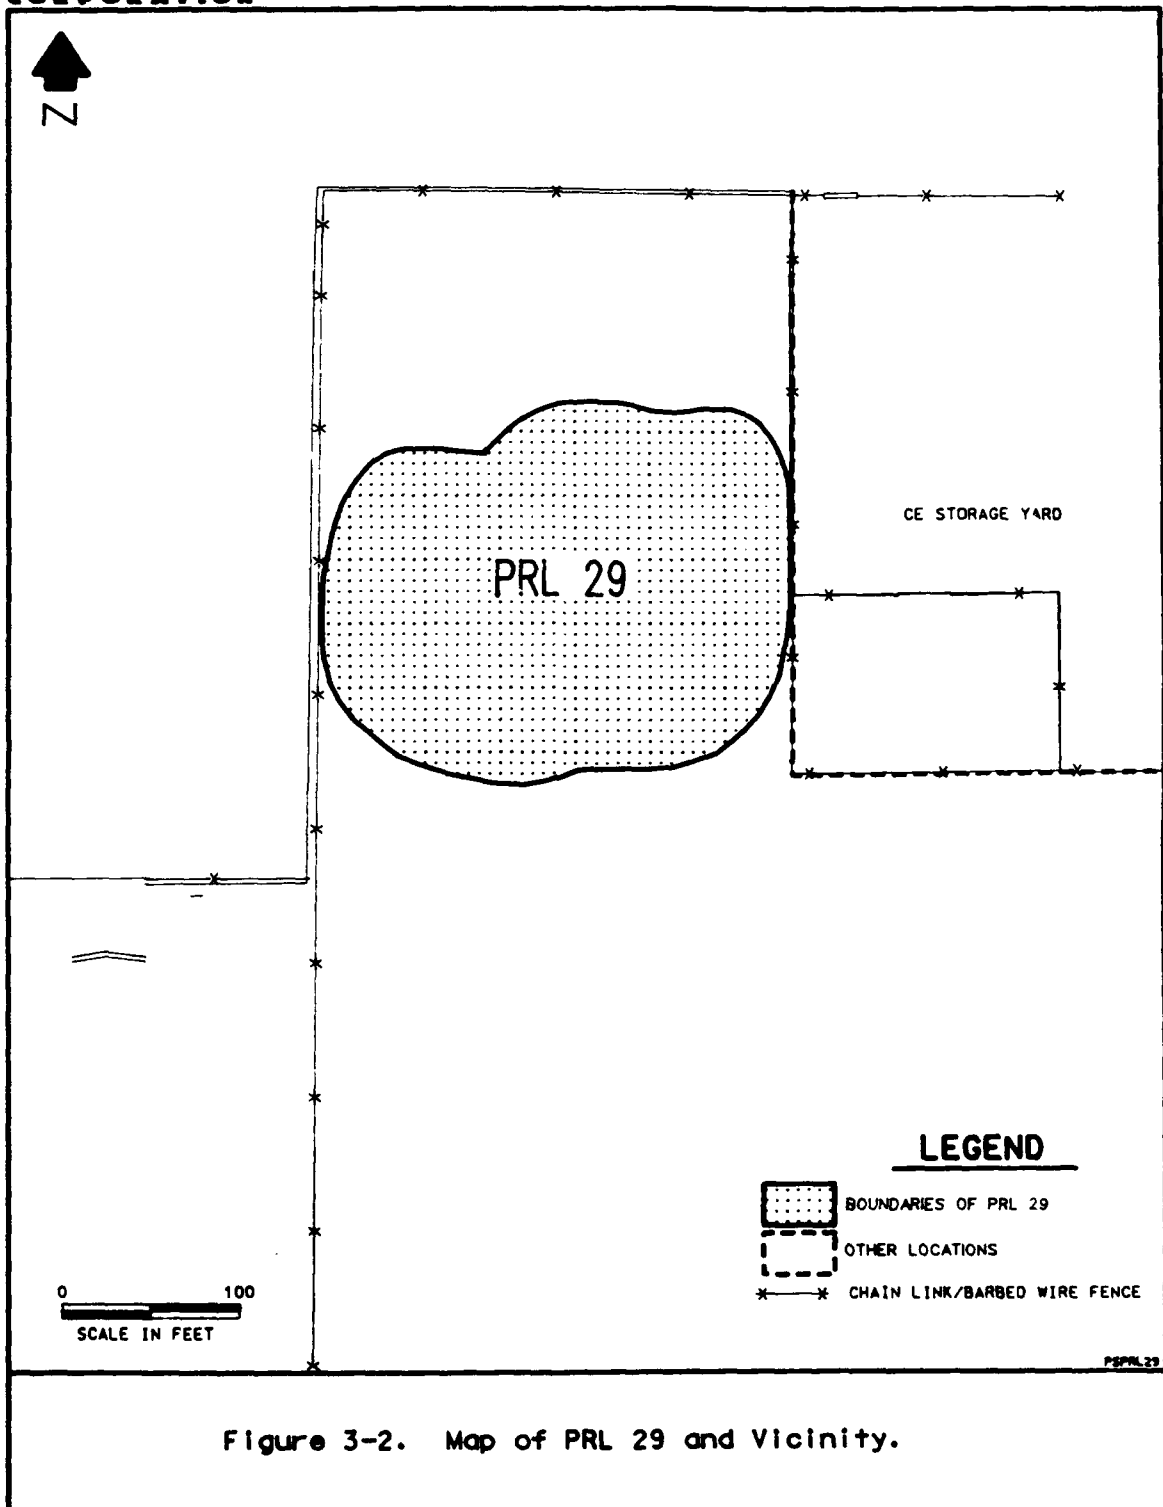 N
CE STORAGE YARD
PRL 29
LEGEND
BOUNDARIES OF PRL 29
OTHER LOCATIONS
CHAIN LINK/BARBED WIRE FENCE
0 100
SCALE IN FEET
PSPRL29
Figure 3-2. Map of PRL 29 and Vicinity.